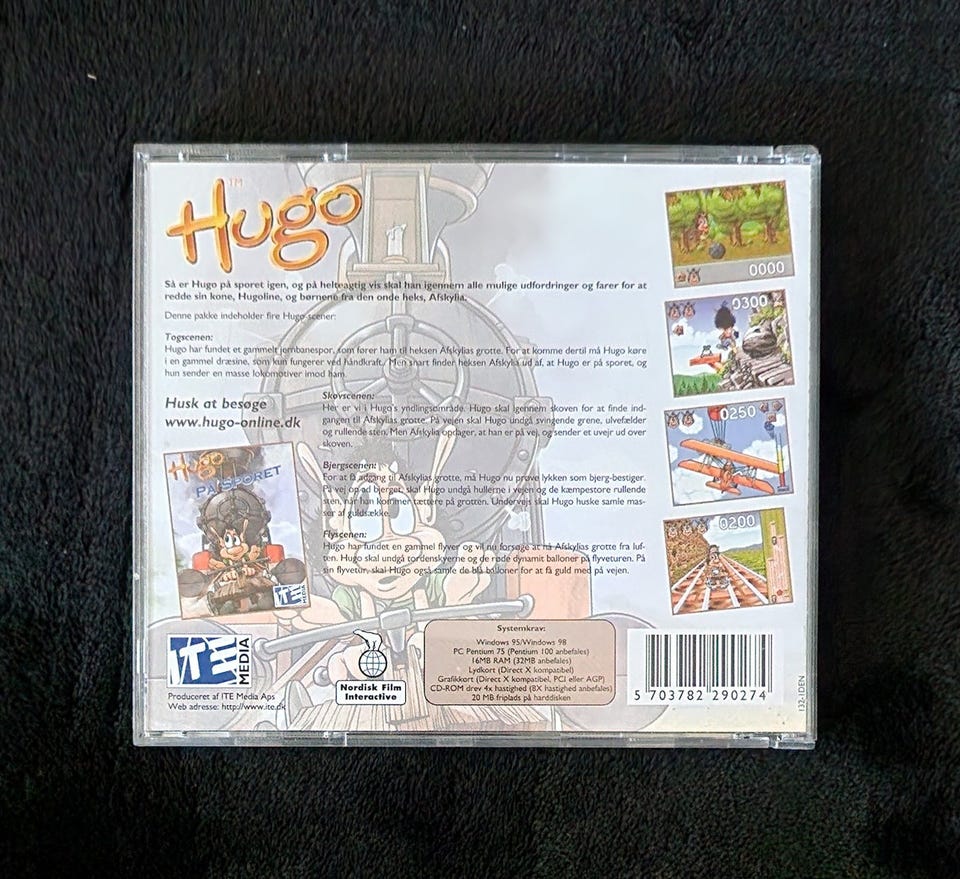 Hugo™
Så er Hugo på sporet igen, og på helteagtig vis skal han igennem alle mulige udfordringer og farer for at
redde sin kone, Hugoline, og børnene fra den onde heks, Afskylia.
Denne pakke indeholder fire Hugo-scener:
Togscenen:
Hugo har fundet et gammelt jernbanespor, som fører ham til heksen Afskylias grotte. For at komme dertil må Hugo køre
i en gammel dræsine, som kun fungerer ved håndkraft. Men snart finder heksen Afskylia ud af, at Hugo er på sporet, og
hun sender en masse lokomotiver imod ham.
Husk at besøge
www.hugo-online.dk
Skovscenen:
Her er vi i Hugo's yndlingsområde. Hugo skal igennem skoven for at finde ind-
gangen til Afskylias grotte. På vejen skal Hugo undgå svingende grene, ulvefælder
og rullende sten. Men Afskylia opdager, at han er på vej, og sender et uvejr ud over
skoven.
Bjergscenen:
For at få adgang til Afskylias grotte, må Hugo nu prøve lykken som bjerg-bestiger.
På vej op ad bjerget, skal Hugo undgå hullerne i vejen og de kæmpestore rullende
sten, når han kommer tættere på grotten. Undervejs skal Hugo huske samle mas-
ser af guldsække.
Flyscenen:
Hugo har fundet en gammel flyver og vil nu forsøge at nå Afskylias grotte fra luf-
ten. Hugo skal undgå tordenskyerne og de røde dynamit balloner på flyveturen. På
sin flyvetur, skal Hugo også samle de blå balloner for at få guld med på vejen.
Hugo
PÅ SPORET
ITE MEDIA
0000
0300
0250
0200
ITE MEDIA
Produceret af ITE Media Aps
Web adresse: http://www.ite.dk
Nordisk Film
Interactive
Systemkrav:
Windows 95/Windows 98
PC Pentium 75 (Pentium 100 anbefales)
16MB RAM (32MB anbefales)
Lydkort (Direct X kompatibel)
Grafikkort (Direct X kompatibel, PCI eller AGP)
CD-ROM drev 4x hastighed (8X hastighed anbefales)
20 MB friplads på harddisken
5 703782 290274
132-1DEN